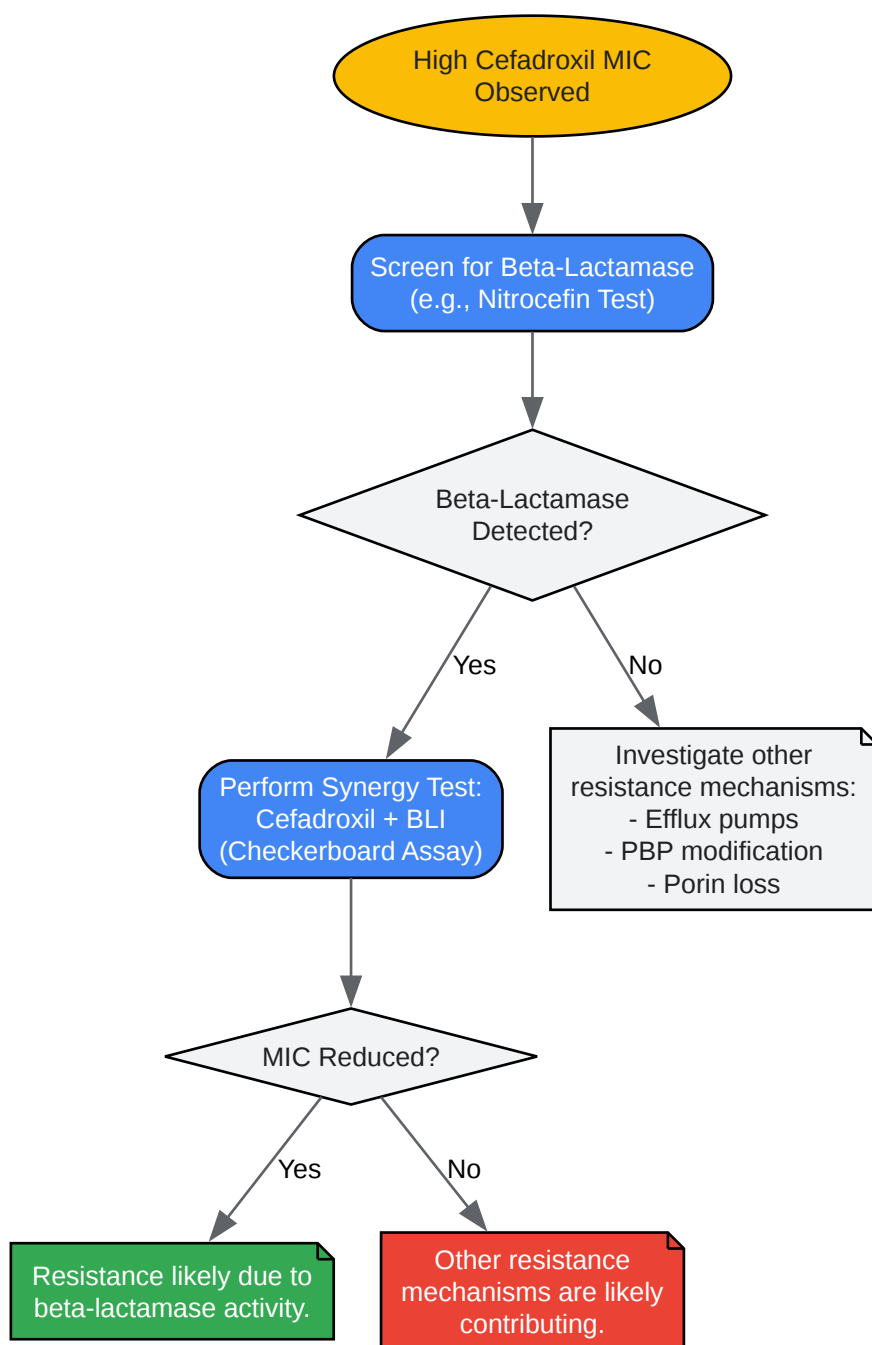 High Cefadroxil MIC
Observed
Screen for Beta-Lactamase
(e.g., Nitrocefin Test)
Beta-Lactamase
Detected?
Yes
No
Perform Synergy Test:
Cefadroxil + BLI
(Checkerboard Assay)
Investigate other
resistance mechanisms:
- Efflux pumps
- PBP modification
- Porin loss
MIC Reduced?
Yes
No
Resistance likely due to
beta-lactamase activity.
Other resistance
mechanisms are likely
contributing.